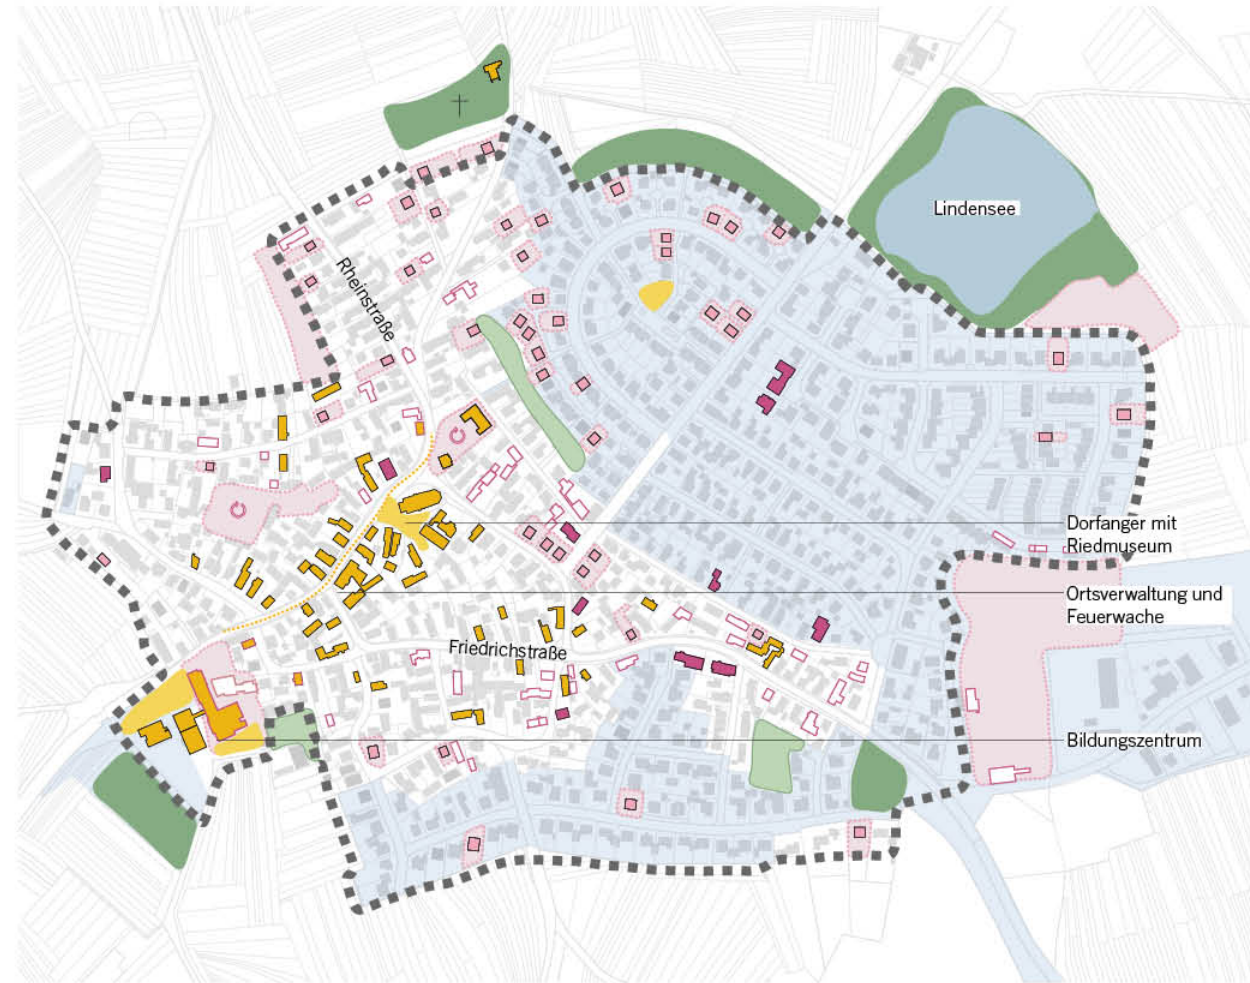 Lindensee
Rheinstraße
Dorfanger mit
Riedmuseum
Ortsverwaltung und
Feuerwache
Friedrichstraße
Bildungszentrum